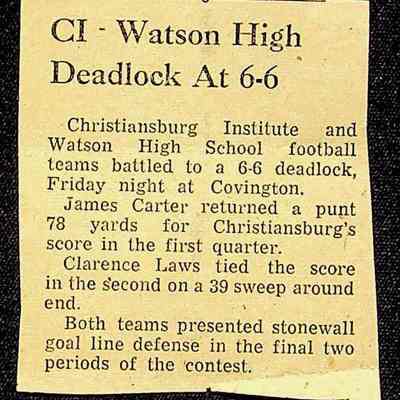 CI - Watson High
Deadlock At 6-6
Christiansburg Institute and
Watson High School football
teams battled to a 6-6 deadlock,
Friday night at Covington.
James Carter returned a punt
78 yards for Christiansburg's
score in the first quarter.
Clarence Laws tied the score
in the second on a 39 sweep around
end.
Both teams presented stonewall
goal line defense in the final two
periods of the contest.